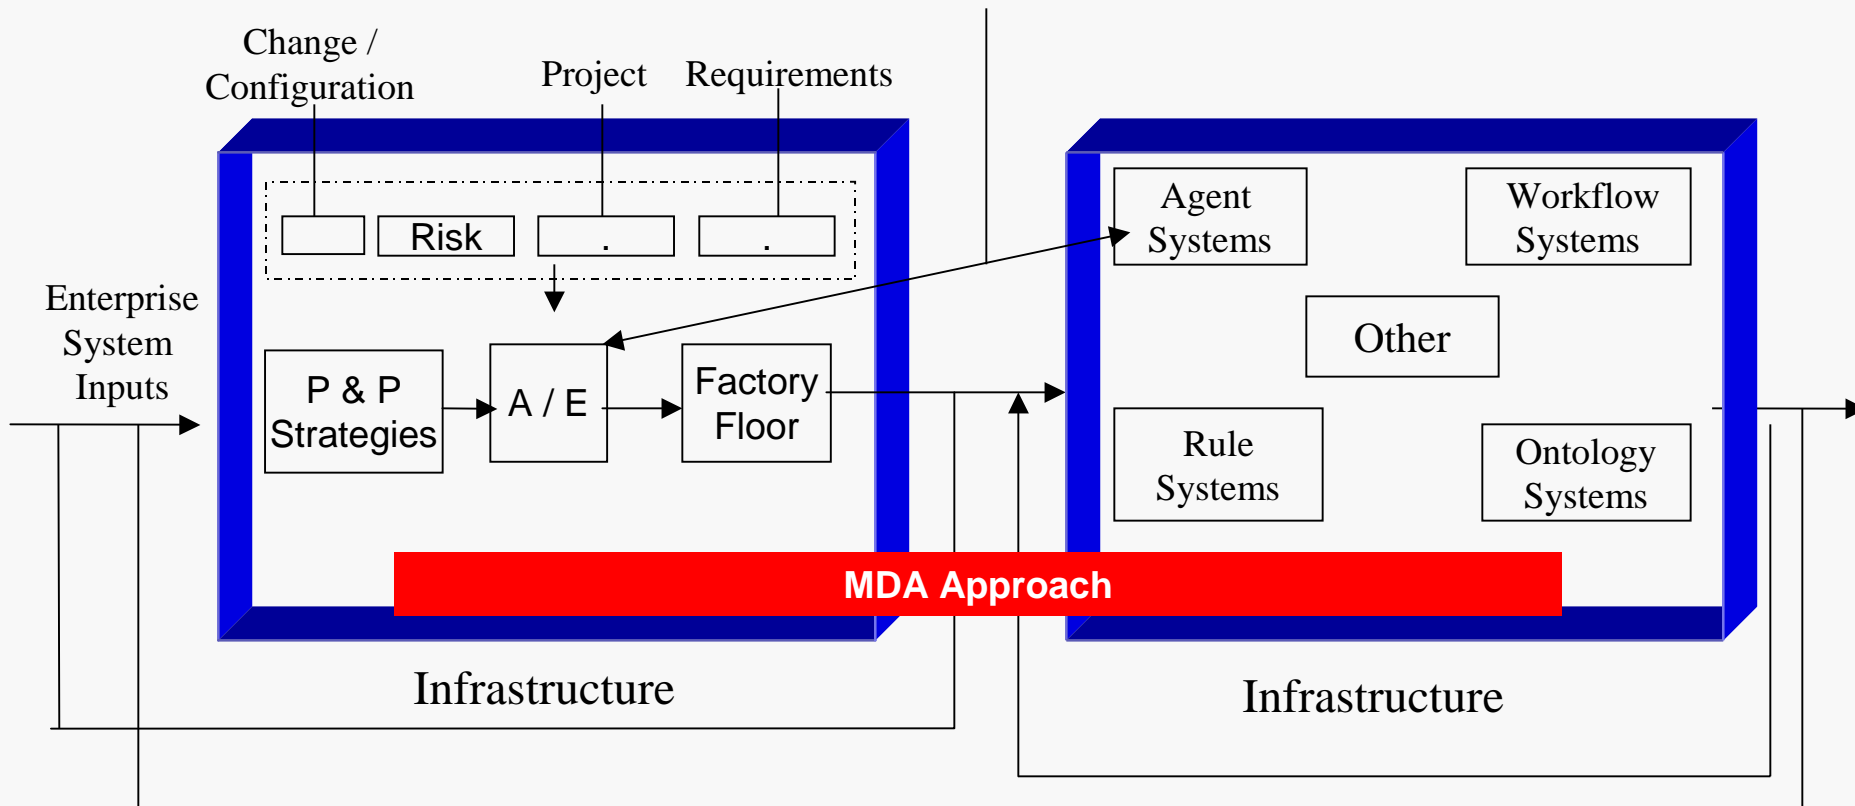 Change /
Configuration
Project
Requirements
Risk
.
.
Enterprise
System
Inputs
P & P
Strategies
A / E
Factory
Floor
Agent
Systems
Workflow
Systems
Other
Rule
Systems
Ontology
Systems
MDA Approach
Infrastructure
Infrastructure